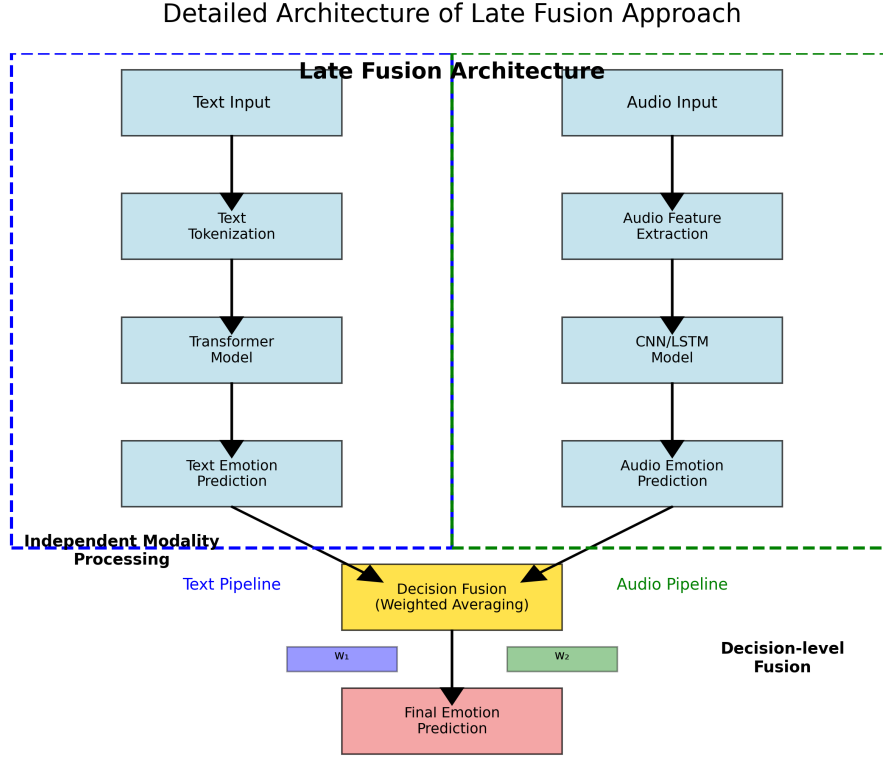 Detailed Architecture of Late Fusion Approach
Late Fusion Architecture
Text Input
Audio Input
Text
Tokenization
Audio Feature
Extraction
Transformer
Model
CNN/LSTM
Model
Text Emotion
Prediction
Audio Emotion
Prediction
Independent Modality
Processing
Text Pipeline
Decision Fusion
(Weighted Averaging)
Audio Pipeline
w₁
w₂
Decision-level
Fusion
Final Emotion
Prediction